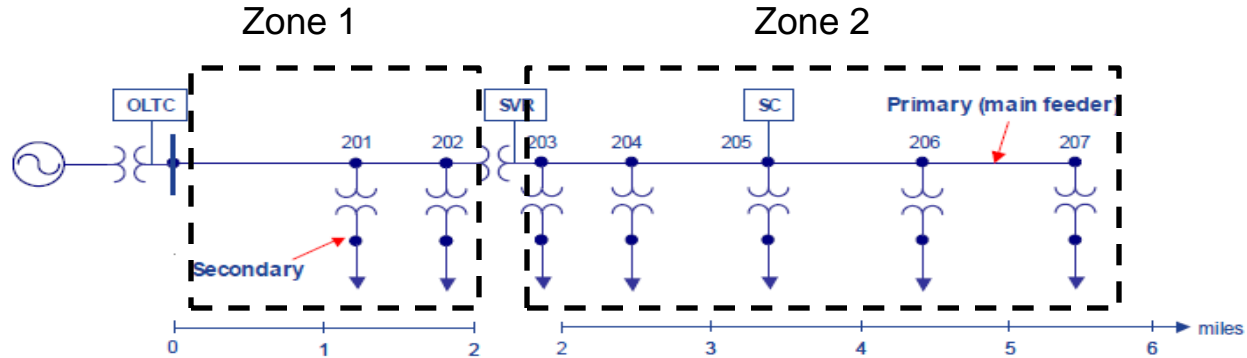 Zone 1
Zone 2
OLTC
SVR
SC
Primary (main feeder)
201
202
203
204
205
206
207
Secondary
0
1
2
2
3
4
5
6
miles